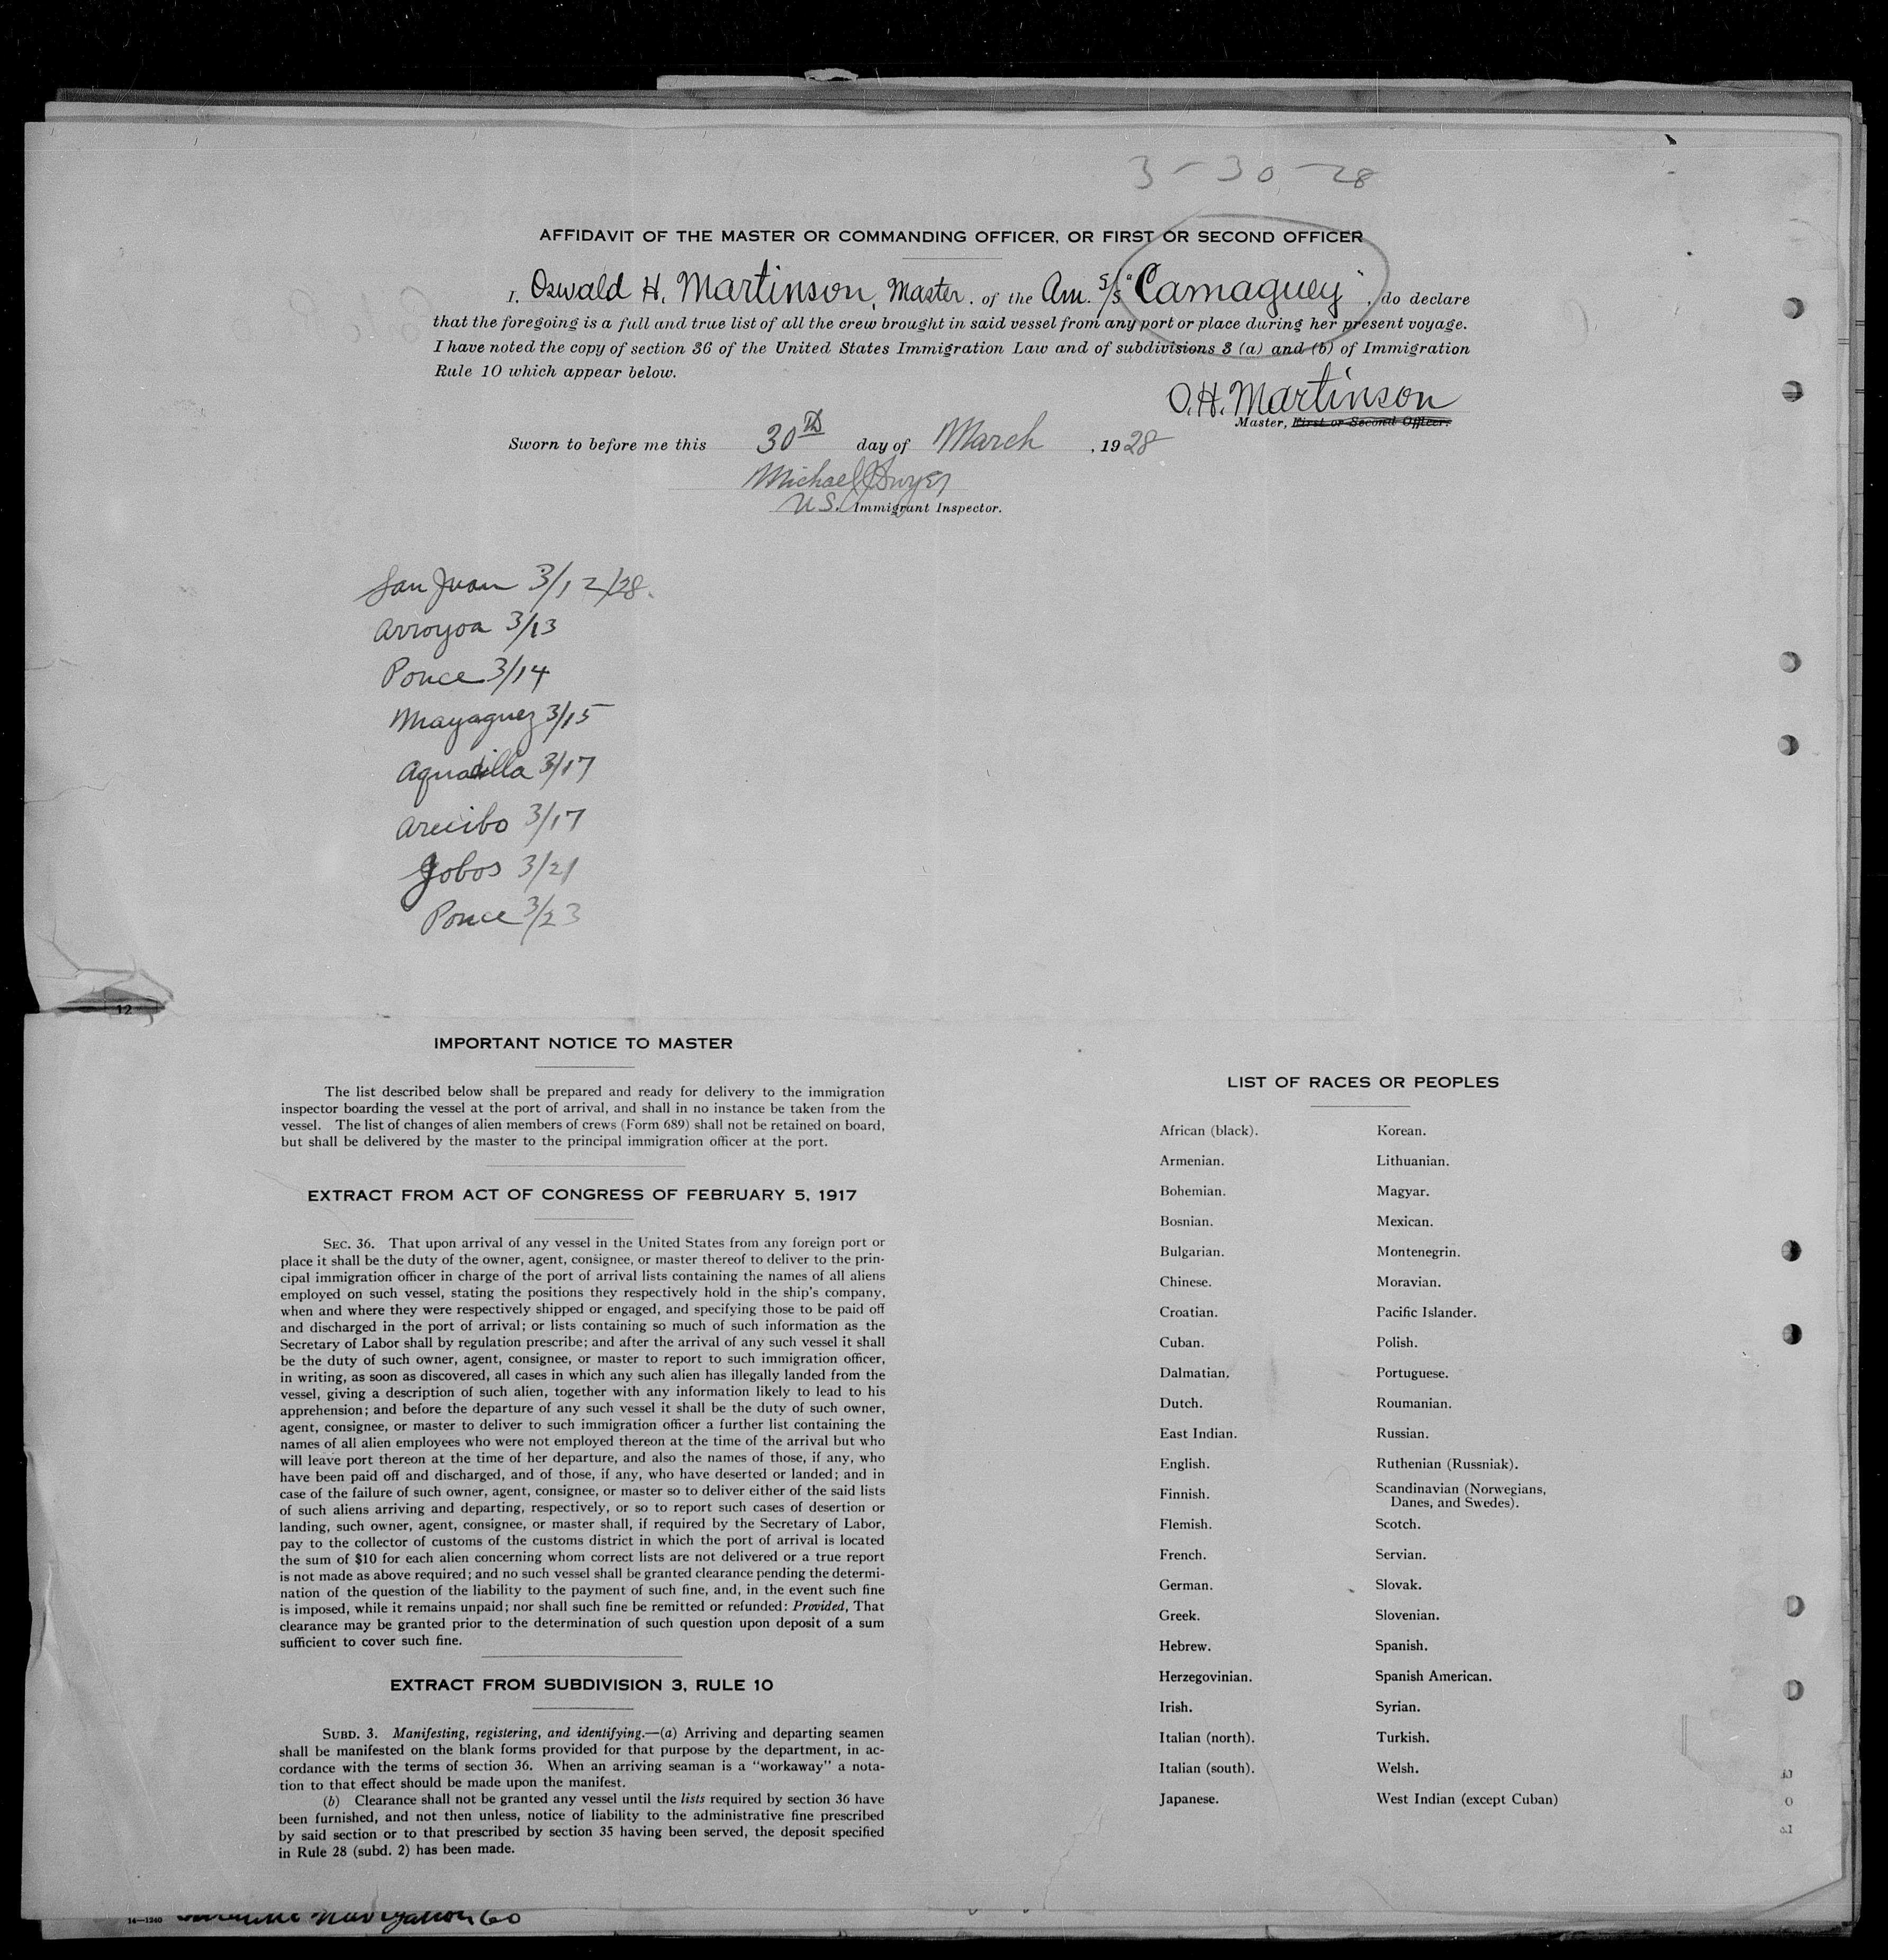 3-30-28
AFFIDAVIT OF THE MASTER OR COMMANDING OFFICER, OR FIRST OR SECOND OFFICER
I, Oswald H. Martinson, Master. of the Am. S/S "Camaguey", do declare
that the foregoing is a full and true list of all the crew brought in said vessel from any port or place during her present voyage.
I have noted the copy of section 36 of the United States Immigration Law and of subdivisions 3 (a) and (b) of Immigration
Rule 10 which appear below.
O.H. Martinson
Master, First or Second Officer.
Sworn to before me this 30th day of March, 1928
Michael J Dwyer
U.S. Immigrant Inspector.
San Juan 3/12/28.
Arroyoa 3/13
Ponce 3/14
Mayaguez 3/15
Aquadilla 3/17
Arecibo 3/17
Jobos 3/21
Ponce 3/23
12
IMPORTANT NOTICE TO MASTER
The list described below shall be prepared and ready for delivery to the immigration
inspector boarding the vessel at the port of arrival, and shall in no instance be taken from the
vessel. The list of changes of alien members of crews (Form 689) shall not be retained on board,
but shall be delivered by the master to the principal immigration officer at the port.
EXTRACT FROM ACT OF CONGRESS OF FEBRUARY 5, 1917
SEC. 36. That upon arrival of any vessel in the United States from any foreign port or
place it shall be the duty of the owner, agent, consignee, or master thereof to deliver to the prin-
cipal immigration officer in charge of the port of arrival lists containing the names of all aliens
employed on such vessel, stating the positions they respectively hold in the ship's company,
when and where they were respectively shipped or engaged, and specifying those to be paid off
and discharged in the port of arrival; or lists containing so much of such information as the
Secretary of Labor shall by regulation prescribe; and after the arrival of any such vessel it shall
be the duty of such owner, agent, consignee, or master to report to such immigration officer,
in writing, as soon as discovered, all cases in which any such alien has illegally landed from the
vessel, giving a description of such alien, together with any information likely to lead to his
apprehension; and before the departure of any such vessel it shall be the duty of such owner,
agent, consignee, or master to deliver to such immigration officer a further list containing the
names of all alien employees who were not employed thereon at the time of the arrival but who
will leave port thereon at the time of her departure, and also the names of those, if any, who
have been paid off and discharged, and of those, if any, who have deserted or landed; and in
case of the failure of such owner, agent, consignee, or master so to deliver either of the said lists
of such aliens arriving and departing, respectively, or so to report such cases of desertion or
landing, such owner, agent, consignee, or master shall, if required by the Secretary of Labor,
pay to the collector of customs of the customs district in which the port of arrival is located
the sum of $10 for each alien concerning whom correct lists are not delivered or a true report
is not made as above required; and no such vessel shall be granted clearance pending the determi-
nation of the question of the liability to the payment of such fine, and, in the event such fine
is imposed, while it remains unpaid; nor shall such fine be remitted or refunded: Provided, That
clearance may be granted prior to the determination of such question upon deposit of a sum
sufficient to cover such fine.
EXTRACT FROM SUBDIVISION 3, RULE 10
SUBD. 3. Manifesting, registering, and identifying.—(a) Arriving and departing seamen
shall be manifested on the blank forms provided for that purpose by the department, in ac-
cordance with the terms of section 36. When an arriving seaman is a "workaway" a nota-
tion to that effect should be made upon the manifest.
(b) Clearance shall not be granted any vessel until the lists required by section 36 have
been furnished, and not then unless, notice of liability to the administrative fine prescribed
by said section or to that prescribed by section 35 having been served, the deposit specified
in Rule 28 (subd. 2) has been made.
LIST OF RACES OR PEOPLES
African (black). Korean.
Armenian. Lithuanian.
Bohemian. Magyar.
Bosnian. Mexican.
Bulgarian. Montenegrin.
Chinese. Moravian.
Croatian. Pacific Islander.
Cuban. Polish.
Dalmatian. Portuguese.
Dutch. Roumanian.
East Indian. Russian.
English. Ruthenian (Russniak).
Finnish. Scandinavian (Norwegians,
Danes, and Swedes).
Flemish. Scotch.
French. Servian.
German. Slovak.
Greek. Slovenian.
Hebrew. Spanish.
Herzegovinian. Spanish American.
Irish. Syrian.
Italian (north). Turkish.
Italian (south). Welsh.
Japanese. West Indian (except Cuban)
14—1240
Navigation Co